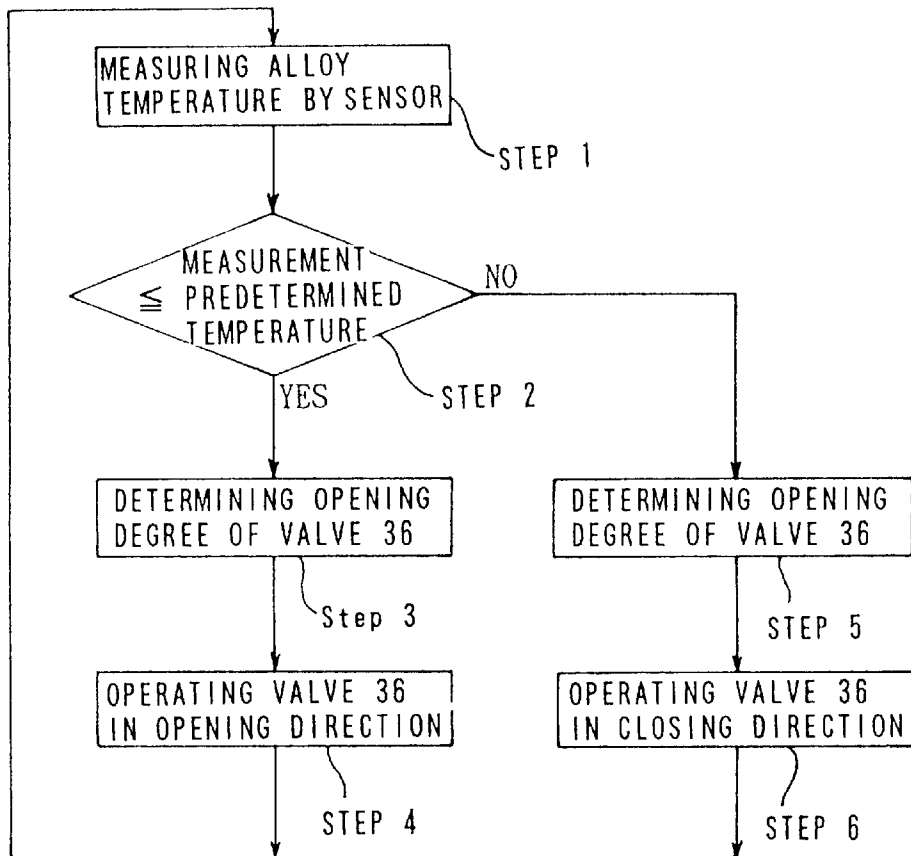 MEASURING ALLOY
TEMPERATURE BY SENSOR
STEP 1
MEASUREMENT
≦ PREDETERMINED
TEMPERATURE
NO
STEP 2
YES
DETERMINING OPENING
DEGREE OF VALVE 36
DETERMINING OPENING
DEGREE OF VALVE 36
Step 3
STEP 5
OPERATING VALVE 36
IN OPENING DIRECTION
OPERATING VALVE 36
IN CLOSING DIRECTION
STEP 4
STEP 6